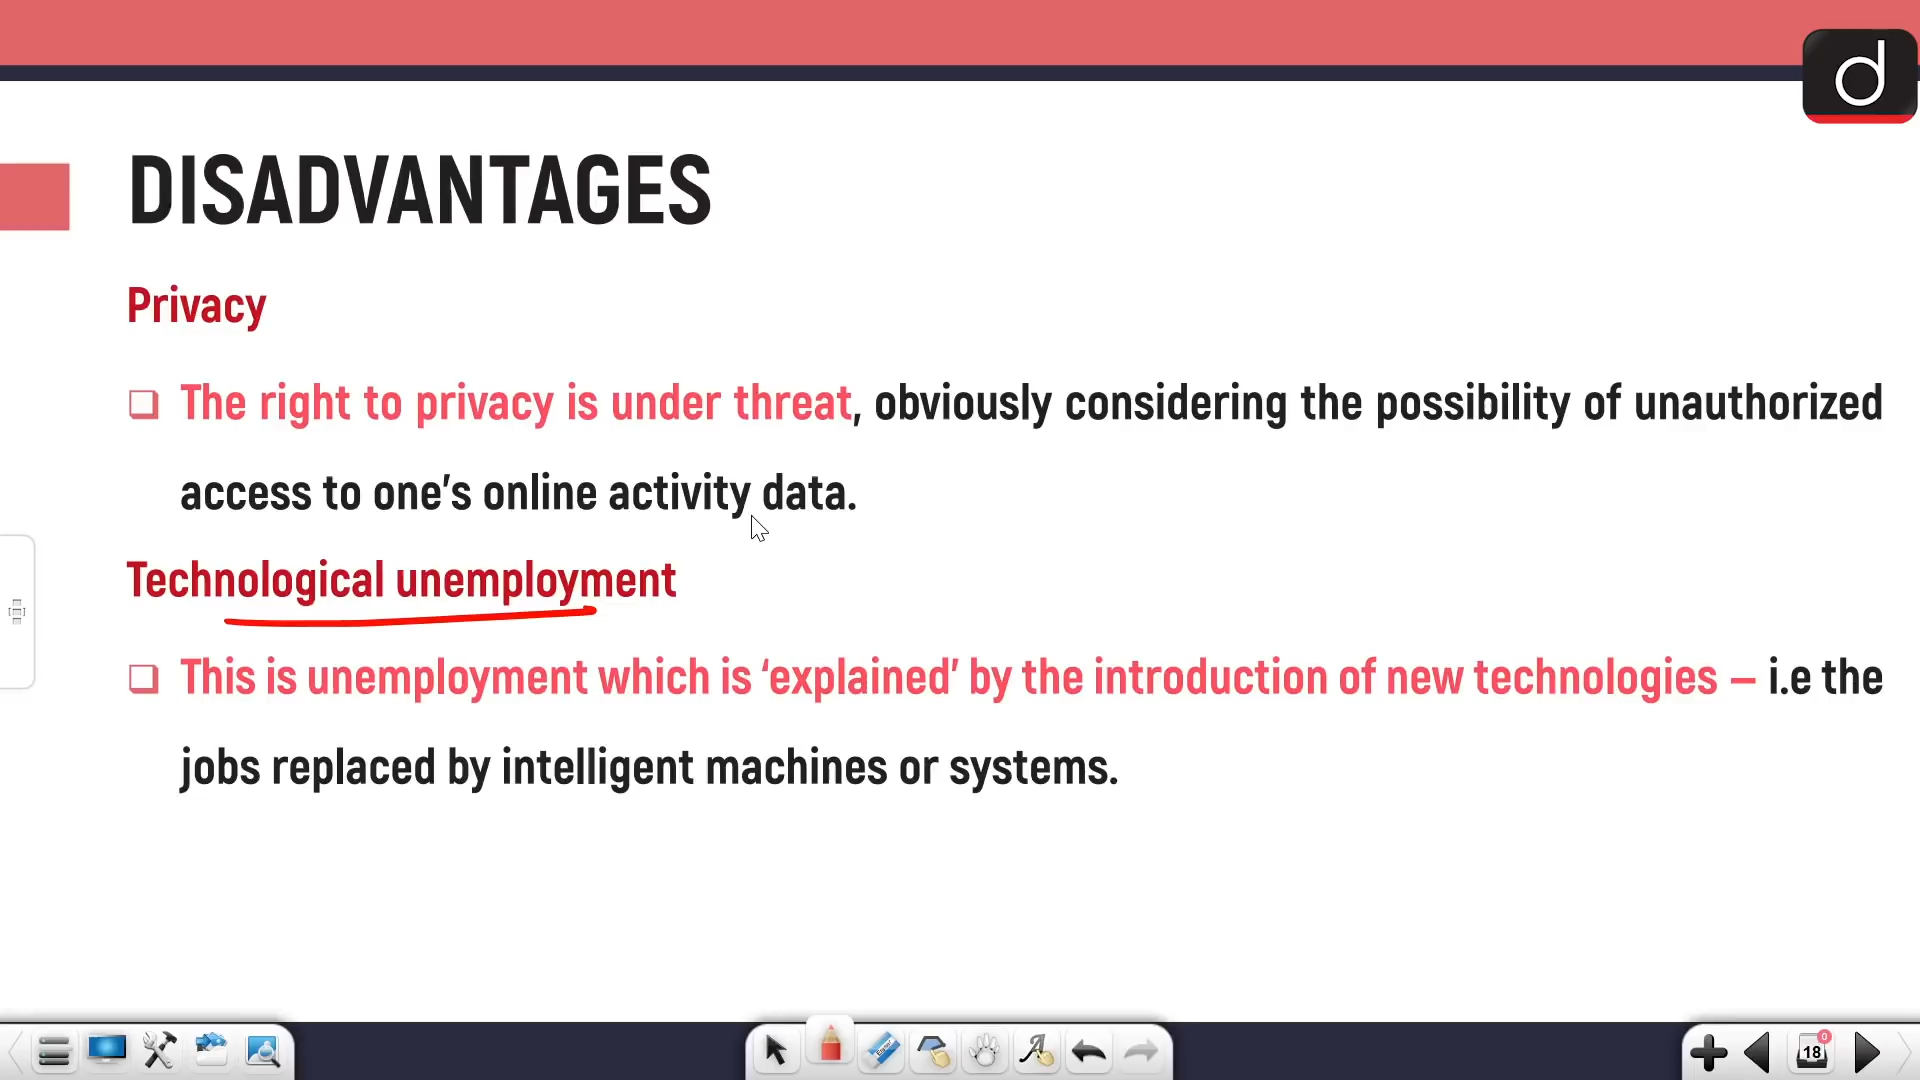 d
DISADVANTAGES
Privacy
❑ The right to privacy is under threat, obviously considering the possibility of unauthorized
access to one’s online activity data.
Technological unemployment
❑ This is unemployment which is ‘explained’ by the introduction of new technologies – i.e the
jobs replaced by intelligent machines or systems.
18
0